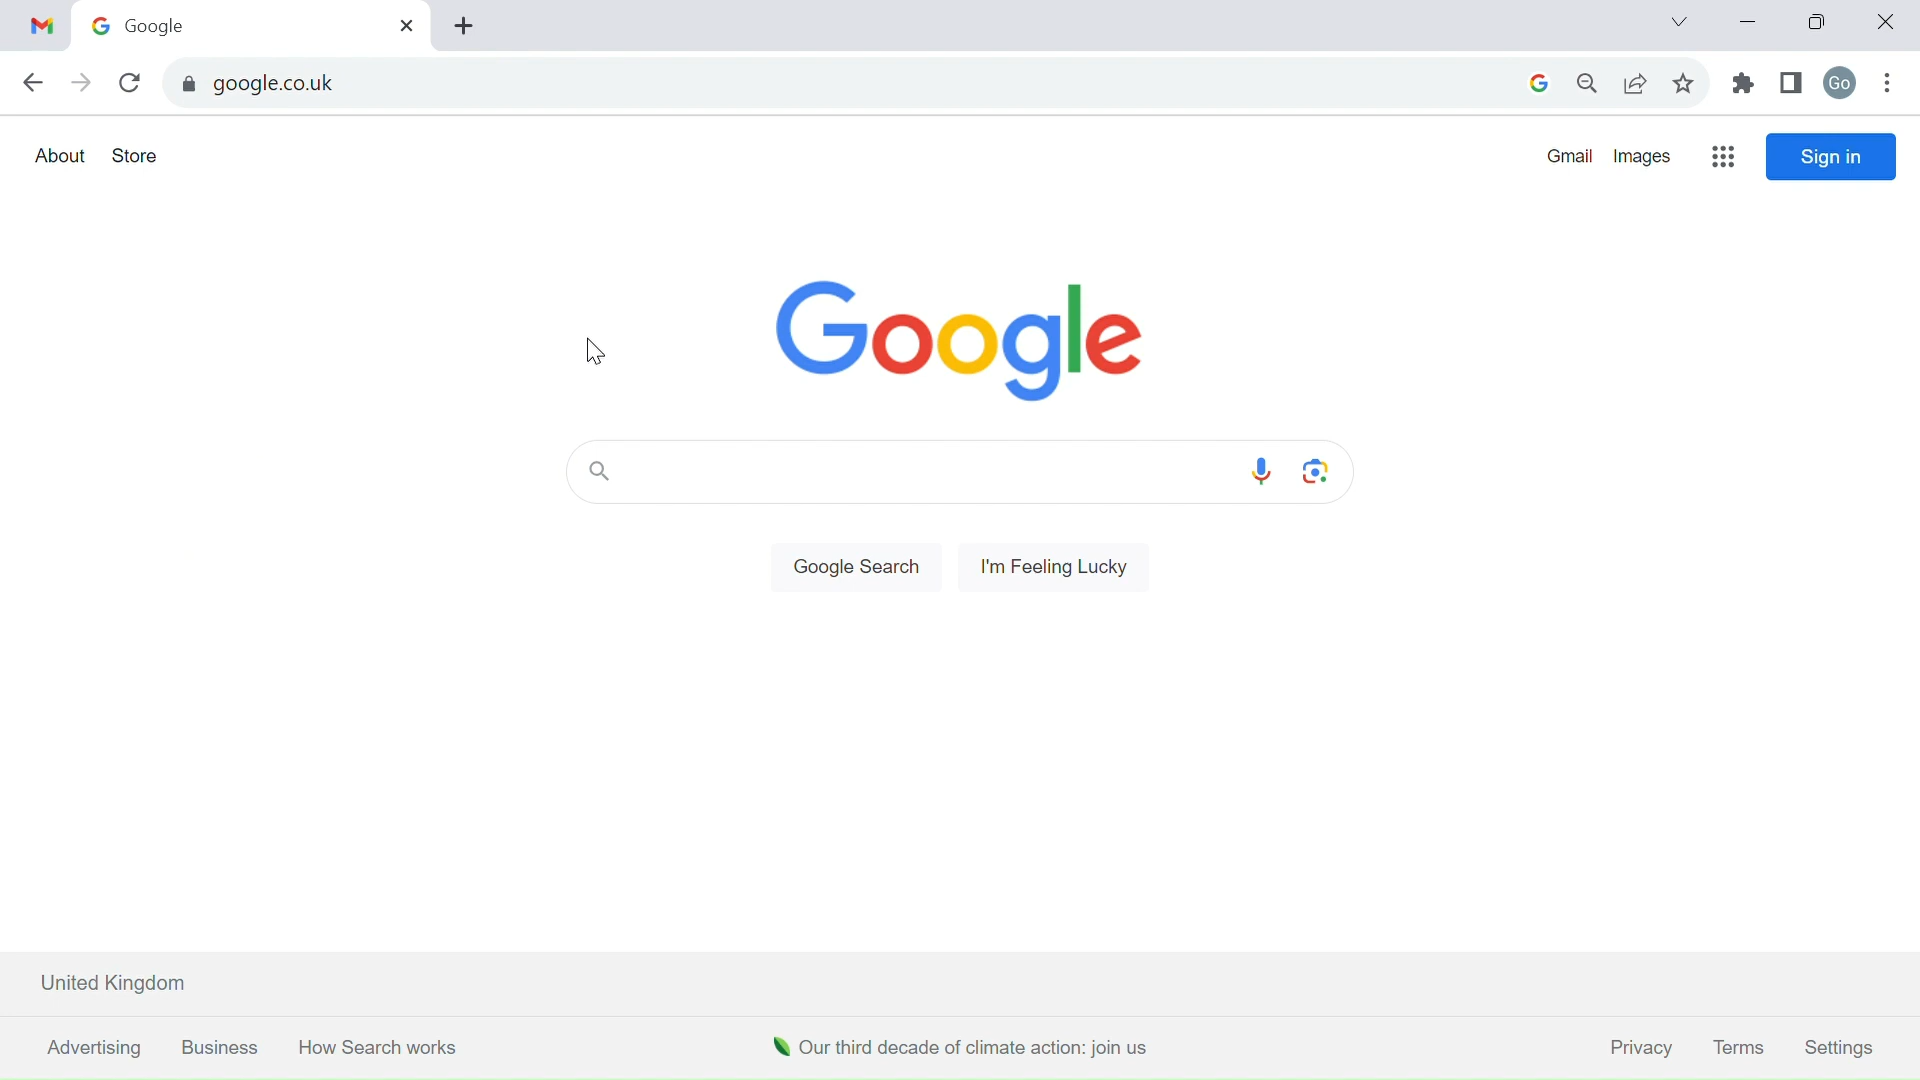 Google
google.co.uk
Go
About Store
Gmail Images Sign in
Google
Google Search I'm Feeling Lucky
United Kingdom
Advertising Business How Search works
Our third decade of climate action: join us
Privacy Terms Settings